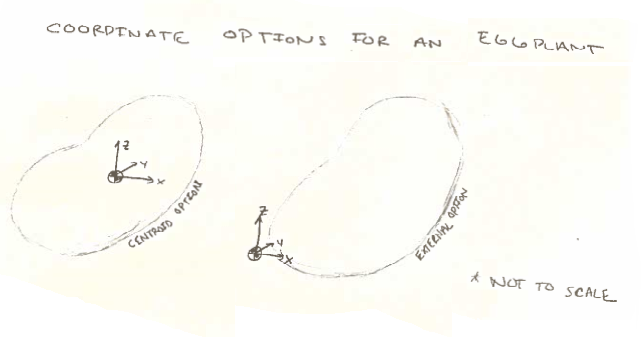 COORDINATE OPTIONS FOR AN EGGPLANT
Z
Y
X
CENTROID OPTION
Z
Y
X
EXTERNAL OPTION
* NOT TO SCALE